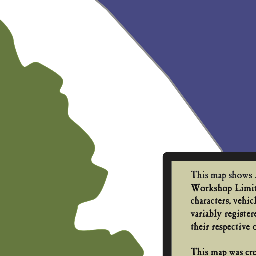 This map shows
Workshop Limit
characters, vehicl
variably registere
their respective
This map was cre